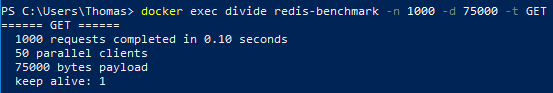 PS C:\Users\Thomas> docker exec divide redis-benchmark -n 1000 -d 75000 -t GET
====== GET ======
  1000 requests completed in 0.10 seconds
  50 parallel clients
  75000 bytes payload
  keep alive: 1